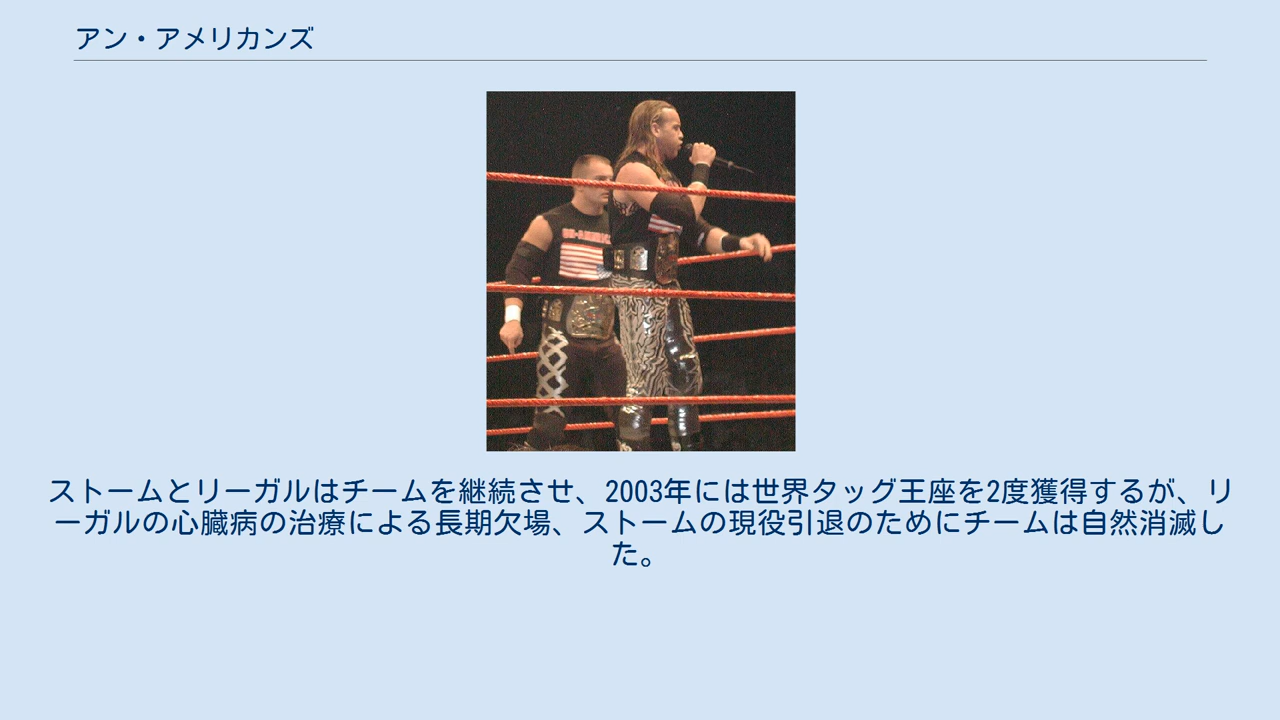 アン・アメリカンズ
ストームとリーガルはチームを継続させ、2003年には世界タッグ王座を2度獲得するが、リ
ーガルの心臓病の治療による長期欠場、ストームの現役引退のためにチームは自然消滅し
た。